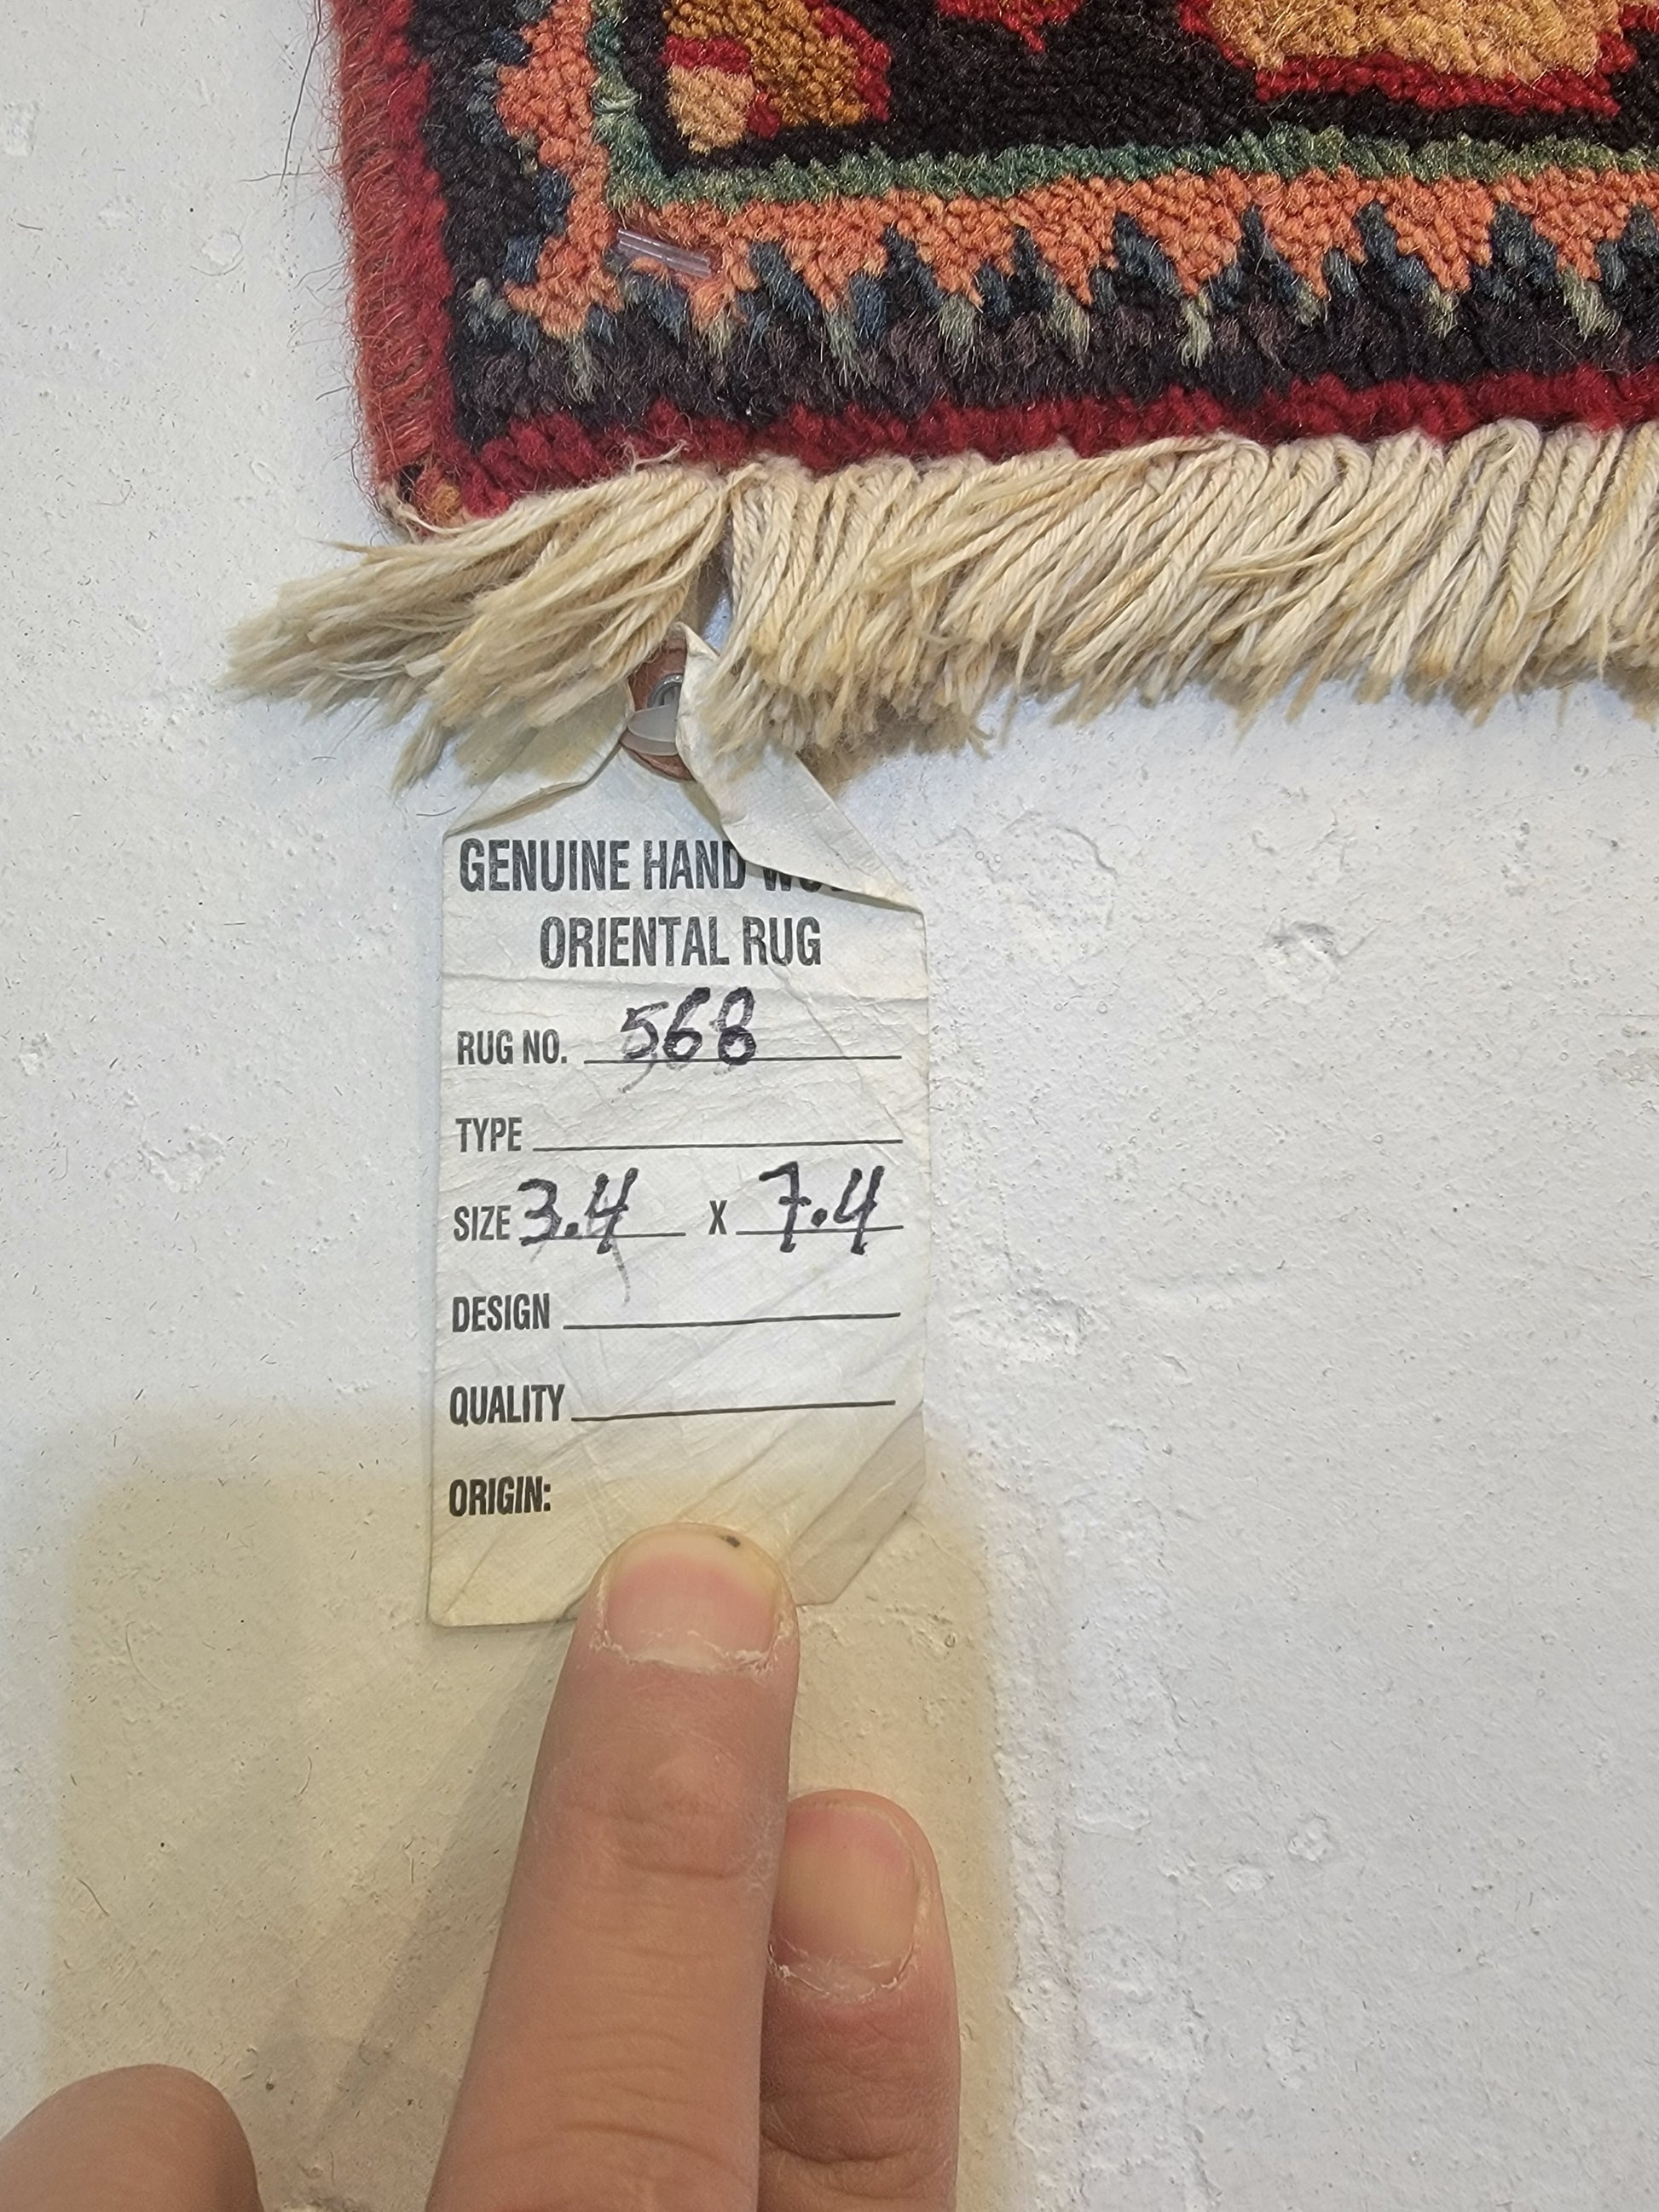 GENUINE HAND
ORIENTAL RUG
RUG NO. 568
TYPE
SIZE 3.4 X 7.4
DESIGN
QUALITY
ORIGIN: